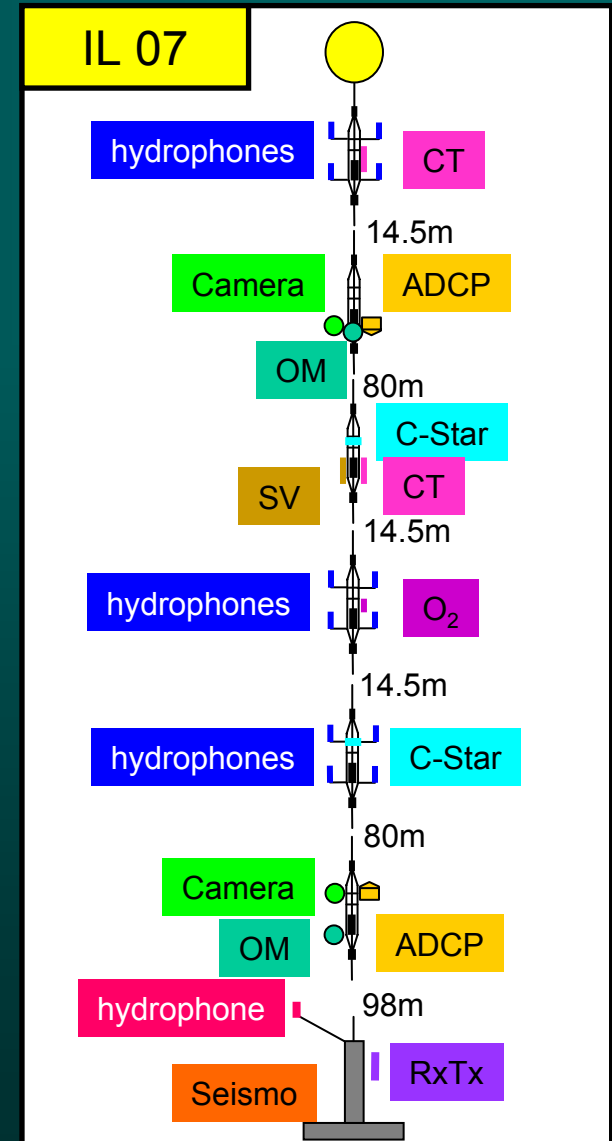 IL 07
hydrophones
CT
14.5m
Camera
ADCP
OM
80m
C-Star
SV
CT
14.5m
hydrophones
O₂
14.5m
hydrophones
C-Star
80m
Camera
OM
ADCP
hydrophone
98m
RxTx
Seismo